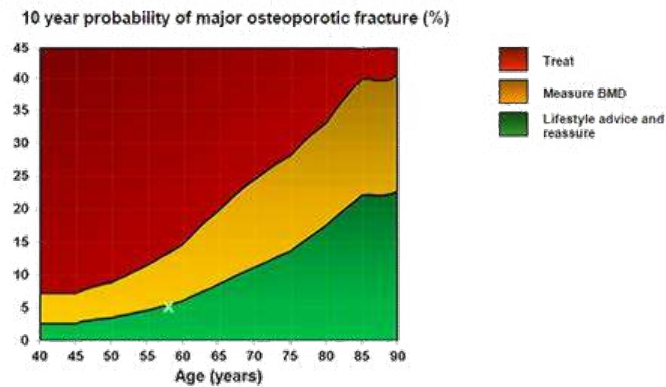 10 year probability of major osteoporotic fracture (%)
45
40
35
30
25
20
15
10
5
0
40 45 50 55 60 65 70 75 80 85 90
Age (years)
Treat
Measure BMD
Lifestyle advice and
reassure